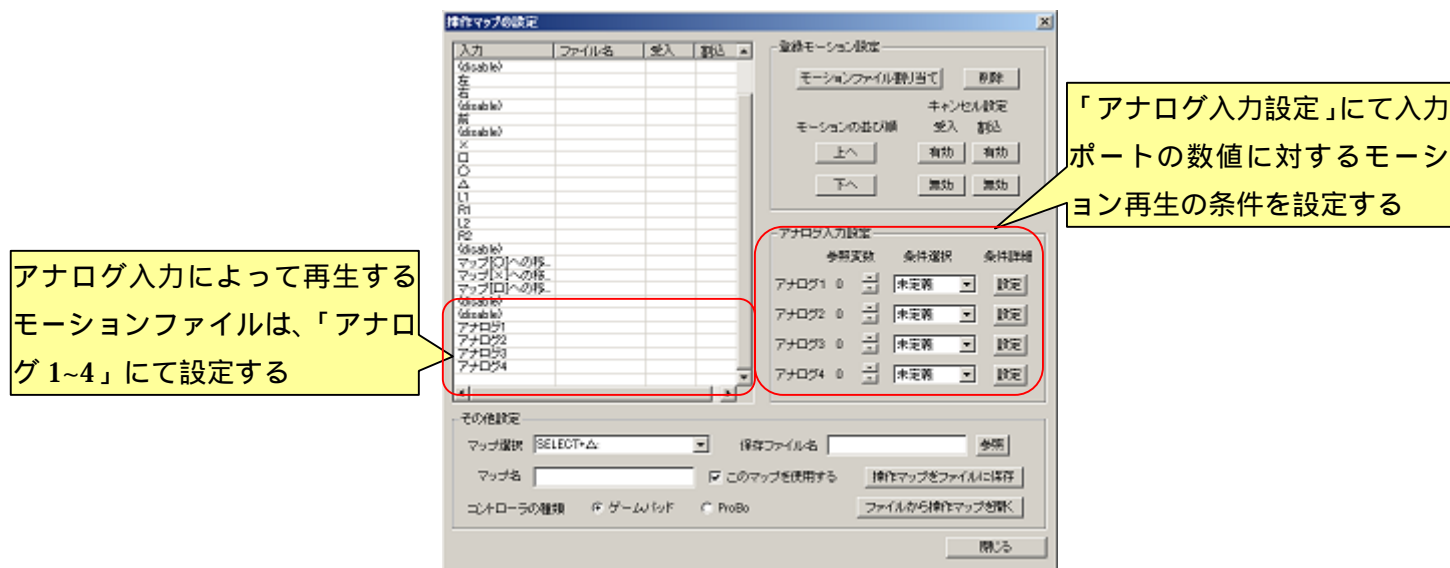 操作マップの設定
入力 ファイル名 受入 割込
(disable)
左
右
(disable)
前
(disable)
×
□
○
△
L1
R1
L2
R2
(disable)
マップ[○]への移...
マップ[×]への移...
マップ[□]への移...
(disable)
(disable)
アナログ1
アナログ2
アナログ3
アナログ4
登録モーション設定
モーションファイル割り当て 削除
キャンセル設定
モーションの並び順 受入 割込
上へ 有効 有効
下へ 無効 無効
アナログ入力設定
参照変数 条件選択 条件詳細
アナログ1 0 未定義 設定
アナログ2 0 未定義 設定
アナログ3 0 未定義 設定
アナログ4 0 未定義 設定
その他設定
マップ選択 SELECT+△ 保存ファイル名 参照
マップ名 このマップを使用する 操作マップをファイルに保存
コントローラの種類 ゲームパッド ProBo ファイルから操作マップを開く
閉じる
アナログ入力によって再生する
モーションファイルは、「アナロ
グ 1~4」にて設定する
「アナログ入力設定」にて入力
ポートの数値に対するモーシ
ョン再生の条件を設定する